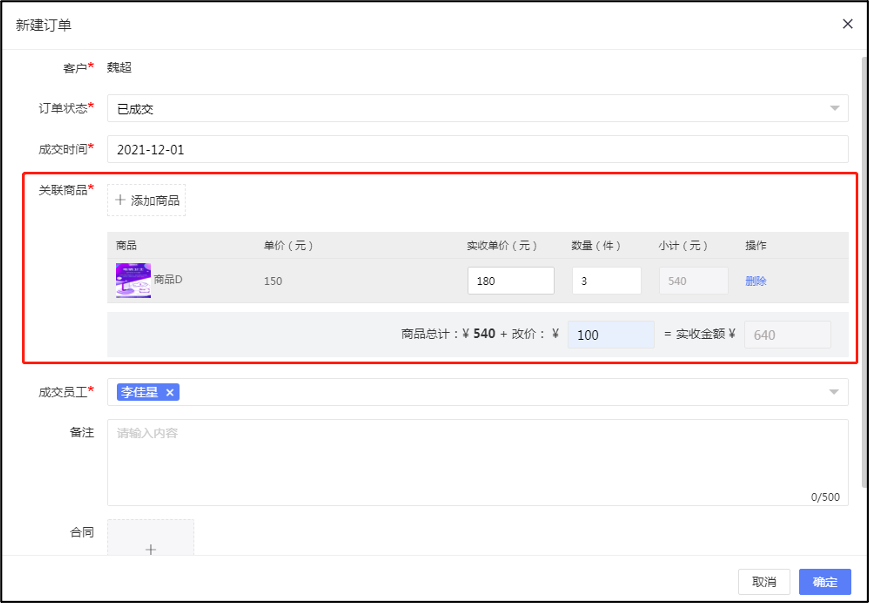 新建订单 ×
客户* 魏超
订单状态* 已成交
成交时间* 2021-12-01
关联商品* + 添加商品
商品 单价（元） 实收单价（元） 数量（件） 小计（元） 操作
商品D 150 180 3 540 删除
商品总计：¥ 540 + 改价： ¥ 100 = 实收金额 ¥ 640
成交员工* 李佳星 ×
备注 请输入内容
0/500
合同 +
取消 确定